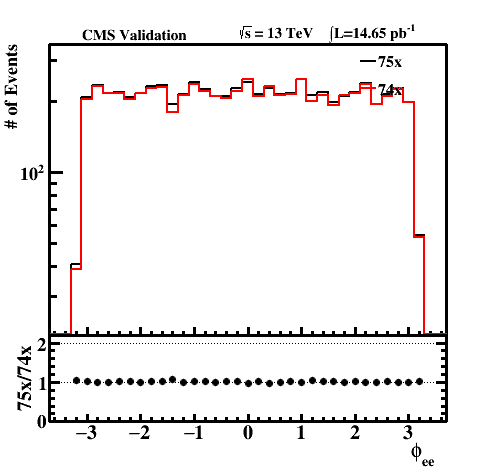 CMS Validation √s = 13 TeV ∫L=14.65 pb⁻¹
# of Events
75x
74x
10²
75x/74x
2
1
0
−3 −2 −1 0 1 2 3
ϕee